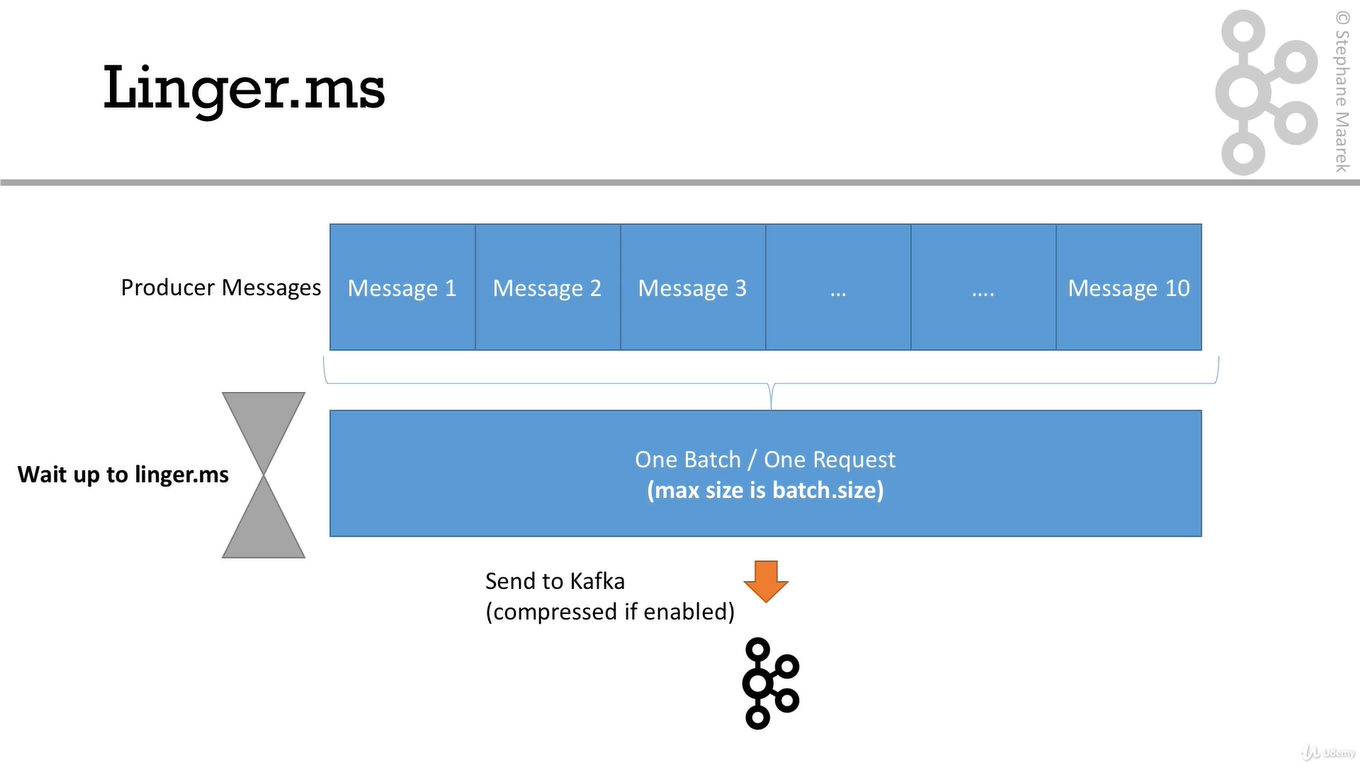 Linger.ms
© Stephane Maarek
Producer Messages
Message 1
Message 2
Message 3
...
....
Message 10
Wait up to linger.ms
One Batch / One Request
(max size is batch.size)
Send to Kafka
(compressed if enabled)
Udemy